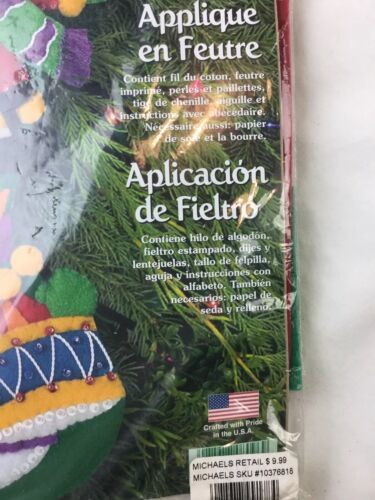 Applique
en Feutre
Contient fil du coton, feutre
imprimé, perles et paillettes,
tige de chenille, aiguille et
instructions avec abécédaire.
Nécessaire aussi: papier
de soie et la bourre.
Aplicación
de Fieltro
Contiene hilo de algodón,
fieltro estampado, dijes y
lentejuelas, tallo de felpilla,
aguja y instrucciones con
alfabeto. También
necesarios: papel de
seda y relleno.
Crafted with Pride
in the U.S.A.
MICHAELS RETAIL $ 9.99
MICHAELS SKU #10376816